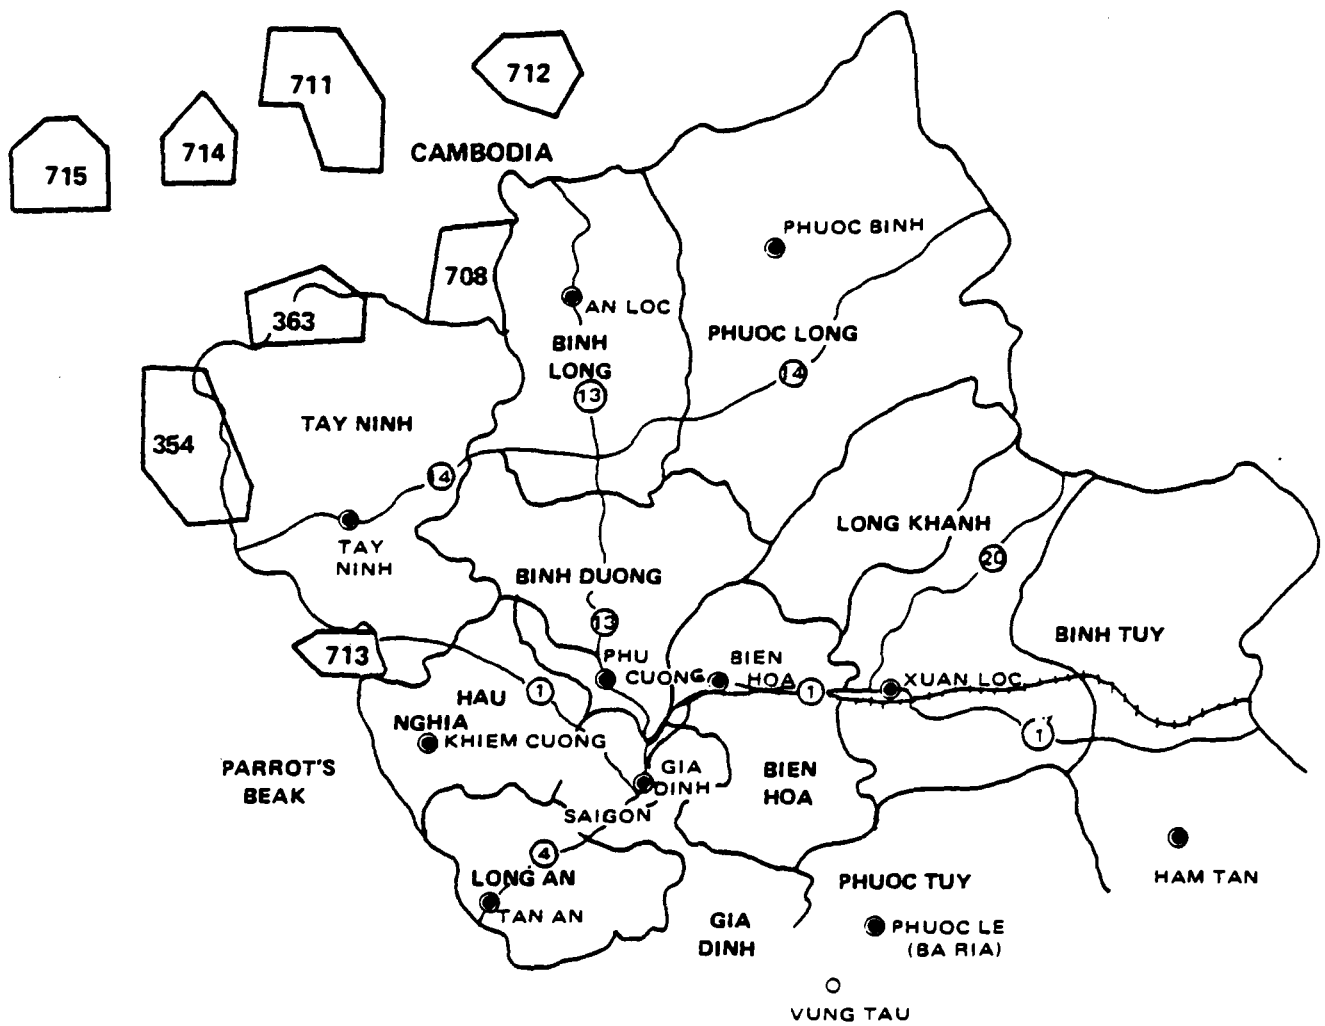 712
711
CAMBODIA
714
715
PHUOC BINH
708
AN LOC
363
PHUOC LONG
BINH
LONG
14
13
TAY NINH
354
14
LONG KHANH
TAY
NINH
20
BINH DUONG
13
BINH TUY
713
PHU
CUONG
BIEN
HOA
XUAN LOC
1
1
HAU
NGHIA
KHIEM CUONG
1
PARROT'S
BEAK
GIA
DINH
BIEN
HOA
SAIGON
4
HAM TAN
LONG AN
TAN AN
PHUOC TUY
GIA
DINH
PHUOC LE
(BA RIA)
VUNG TAU